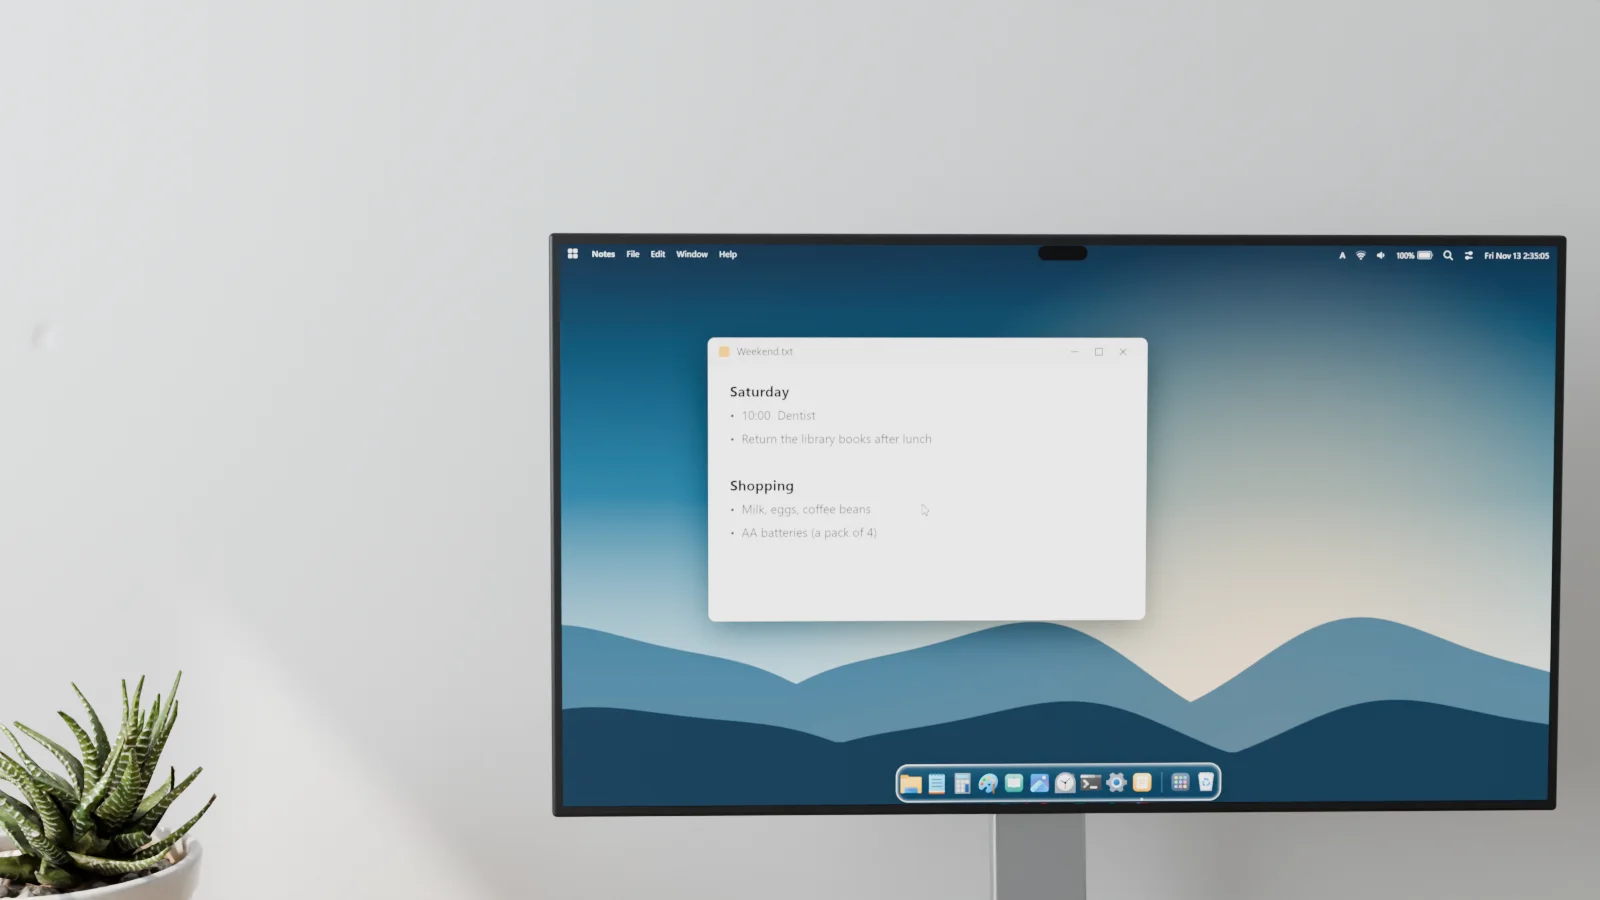 Notes File Edit Window Help
A 100% Fri Nov 13 2:35:05
Weekend.txt
Saturday
• 10:00 Dentist
• Return the library books after lunch
Shopping
• Milk, eggs, coffee beans
• AA batteries (a pack of 4)